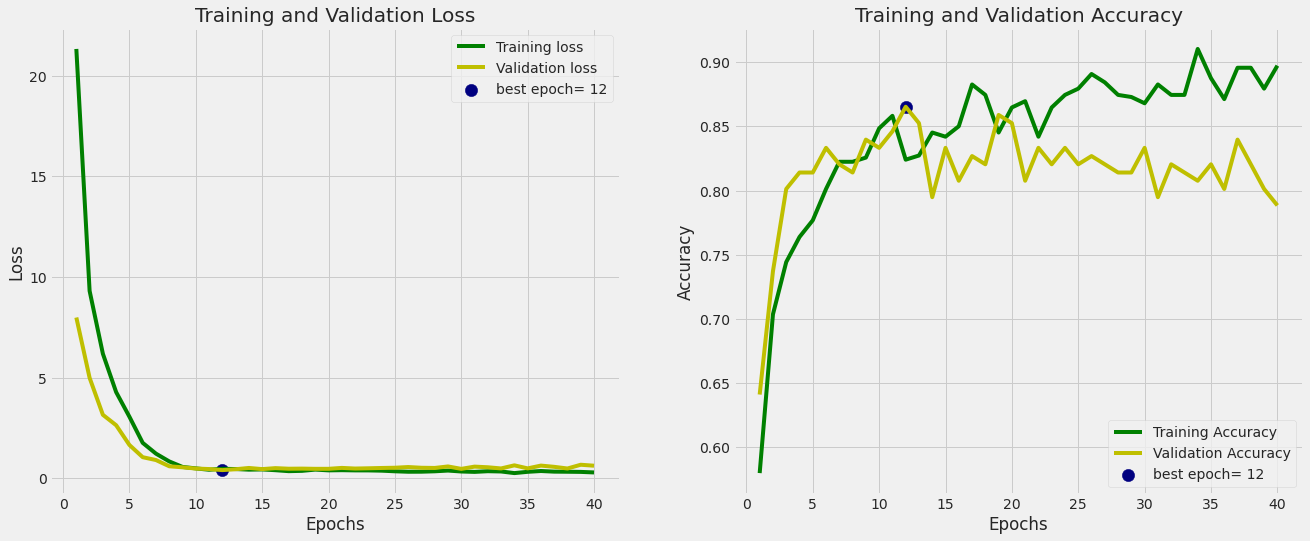 Training and Validation Loss
Training loss
Validation loss
best epoch= 12
Loss
20
15
10
5
0
0 5 10 15 20 25 30 35 40
Epochs
Training and Validation Accuracy
Accuracy
0.90
0.85
0.80
0.75
0.70
0.65
0.60
Training Accuracy
Validation Accuracy
best epoch= 12
0 5 10 15 20 25 30 35 40
Epochs